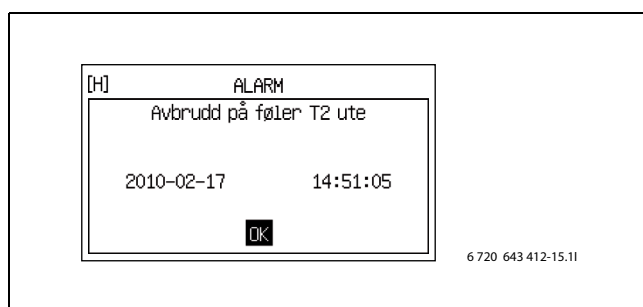 [H] ALARM
Avbrudd på føler T2 ute
2010-02-17 14:51:05
OK
6 720 643 412-15.1I